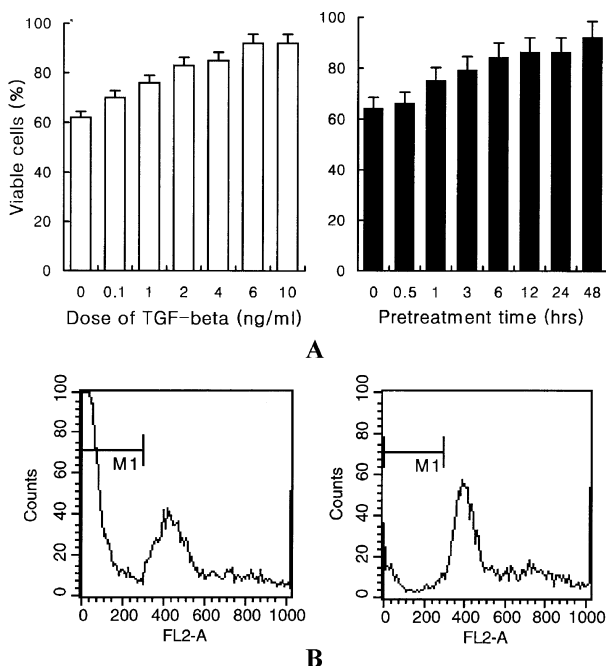 Viable cells (%)
100
80
60
40
20
0
0 0.1 1 2 4 6 10
Dose of TGF-beta (ng/ml)
100
80
60
40
20
0
0 0.5 1 3 6 12 24 48
Pretreatment time (hrs)
A
Counts
100
80
60
40
20
0
M1
0 200 400 600 800 1000
FL2-A
Counts
100
80
60
40
20
0
M1
0 200 400 600 800 1000
FL2-A
B